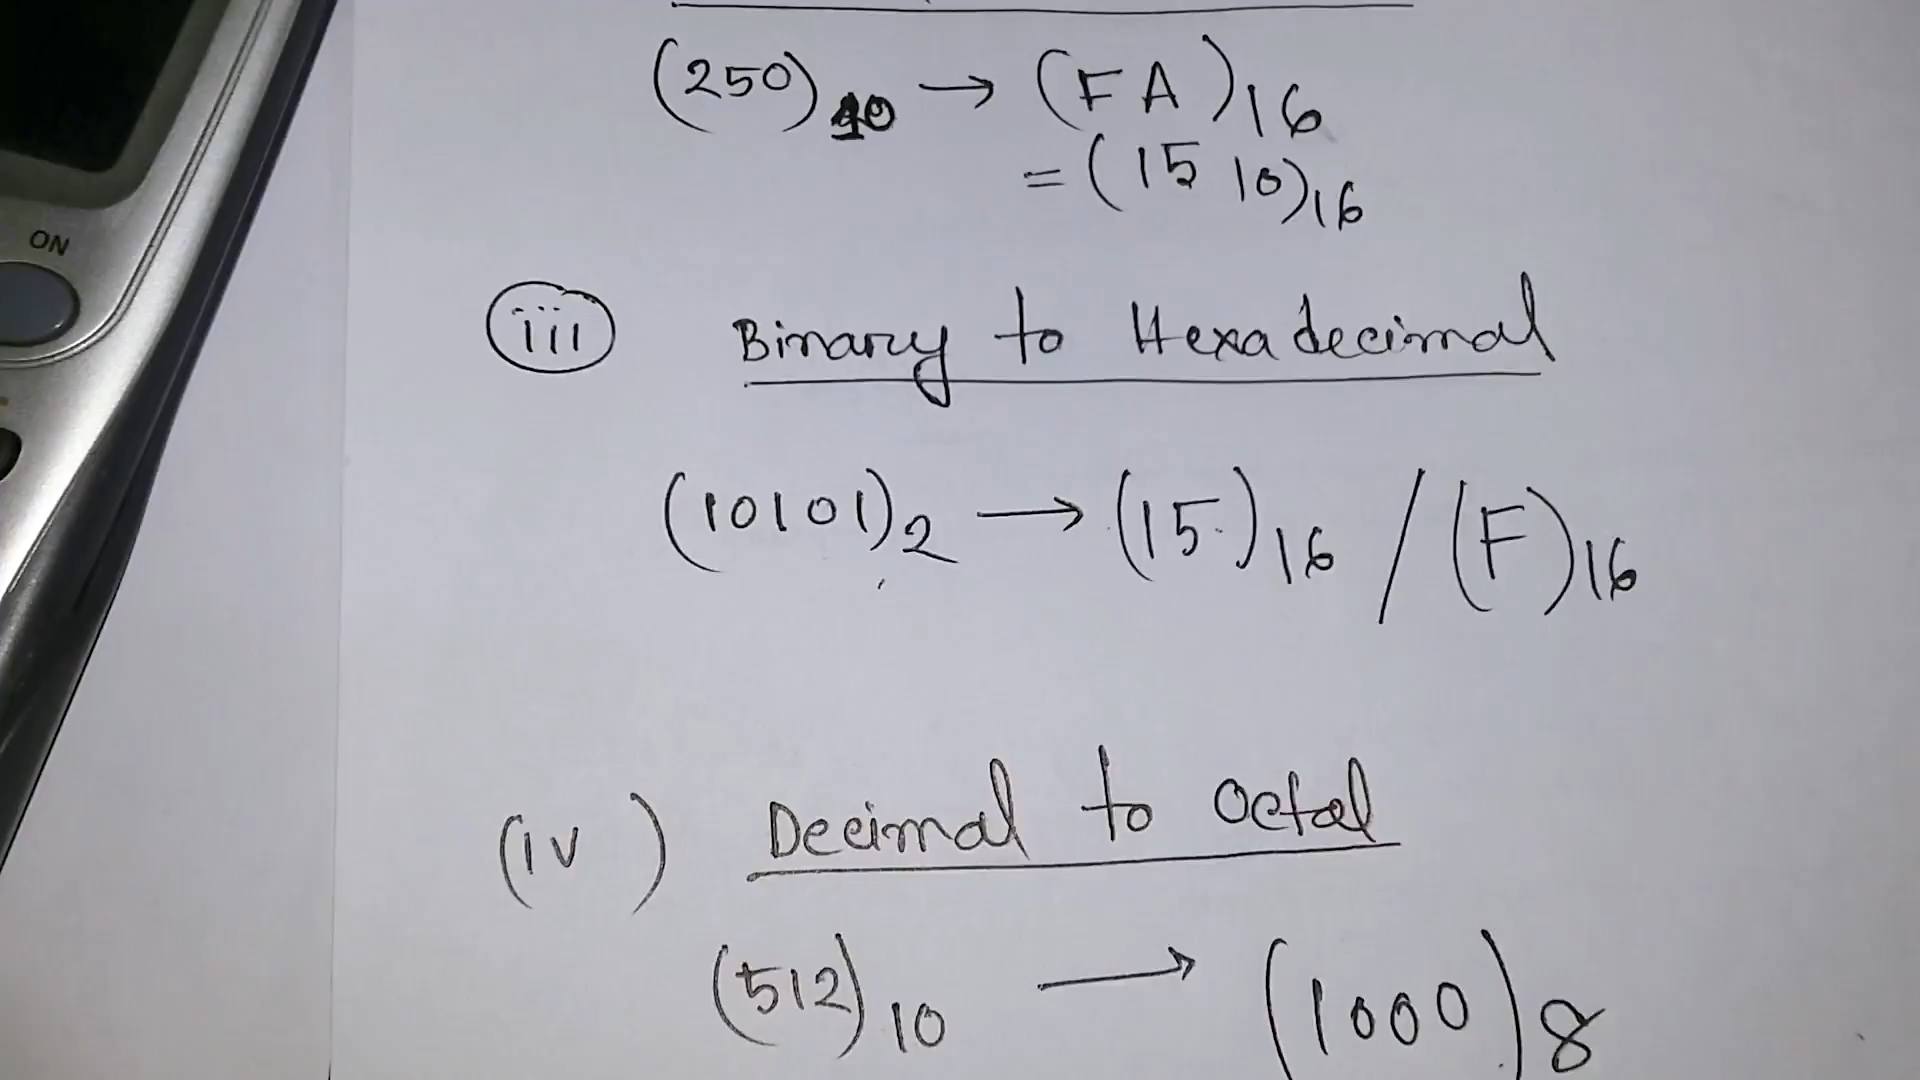 (250)10 → (FA)16
= (15 10)16
ON
iii Binary to Hexadecimal
(10101)2 → (15)16 / (F)16
(iv) Decimal to Octal
(512)10 → (1000)8